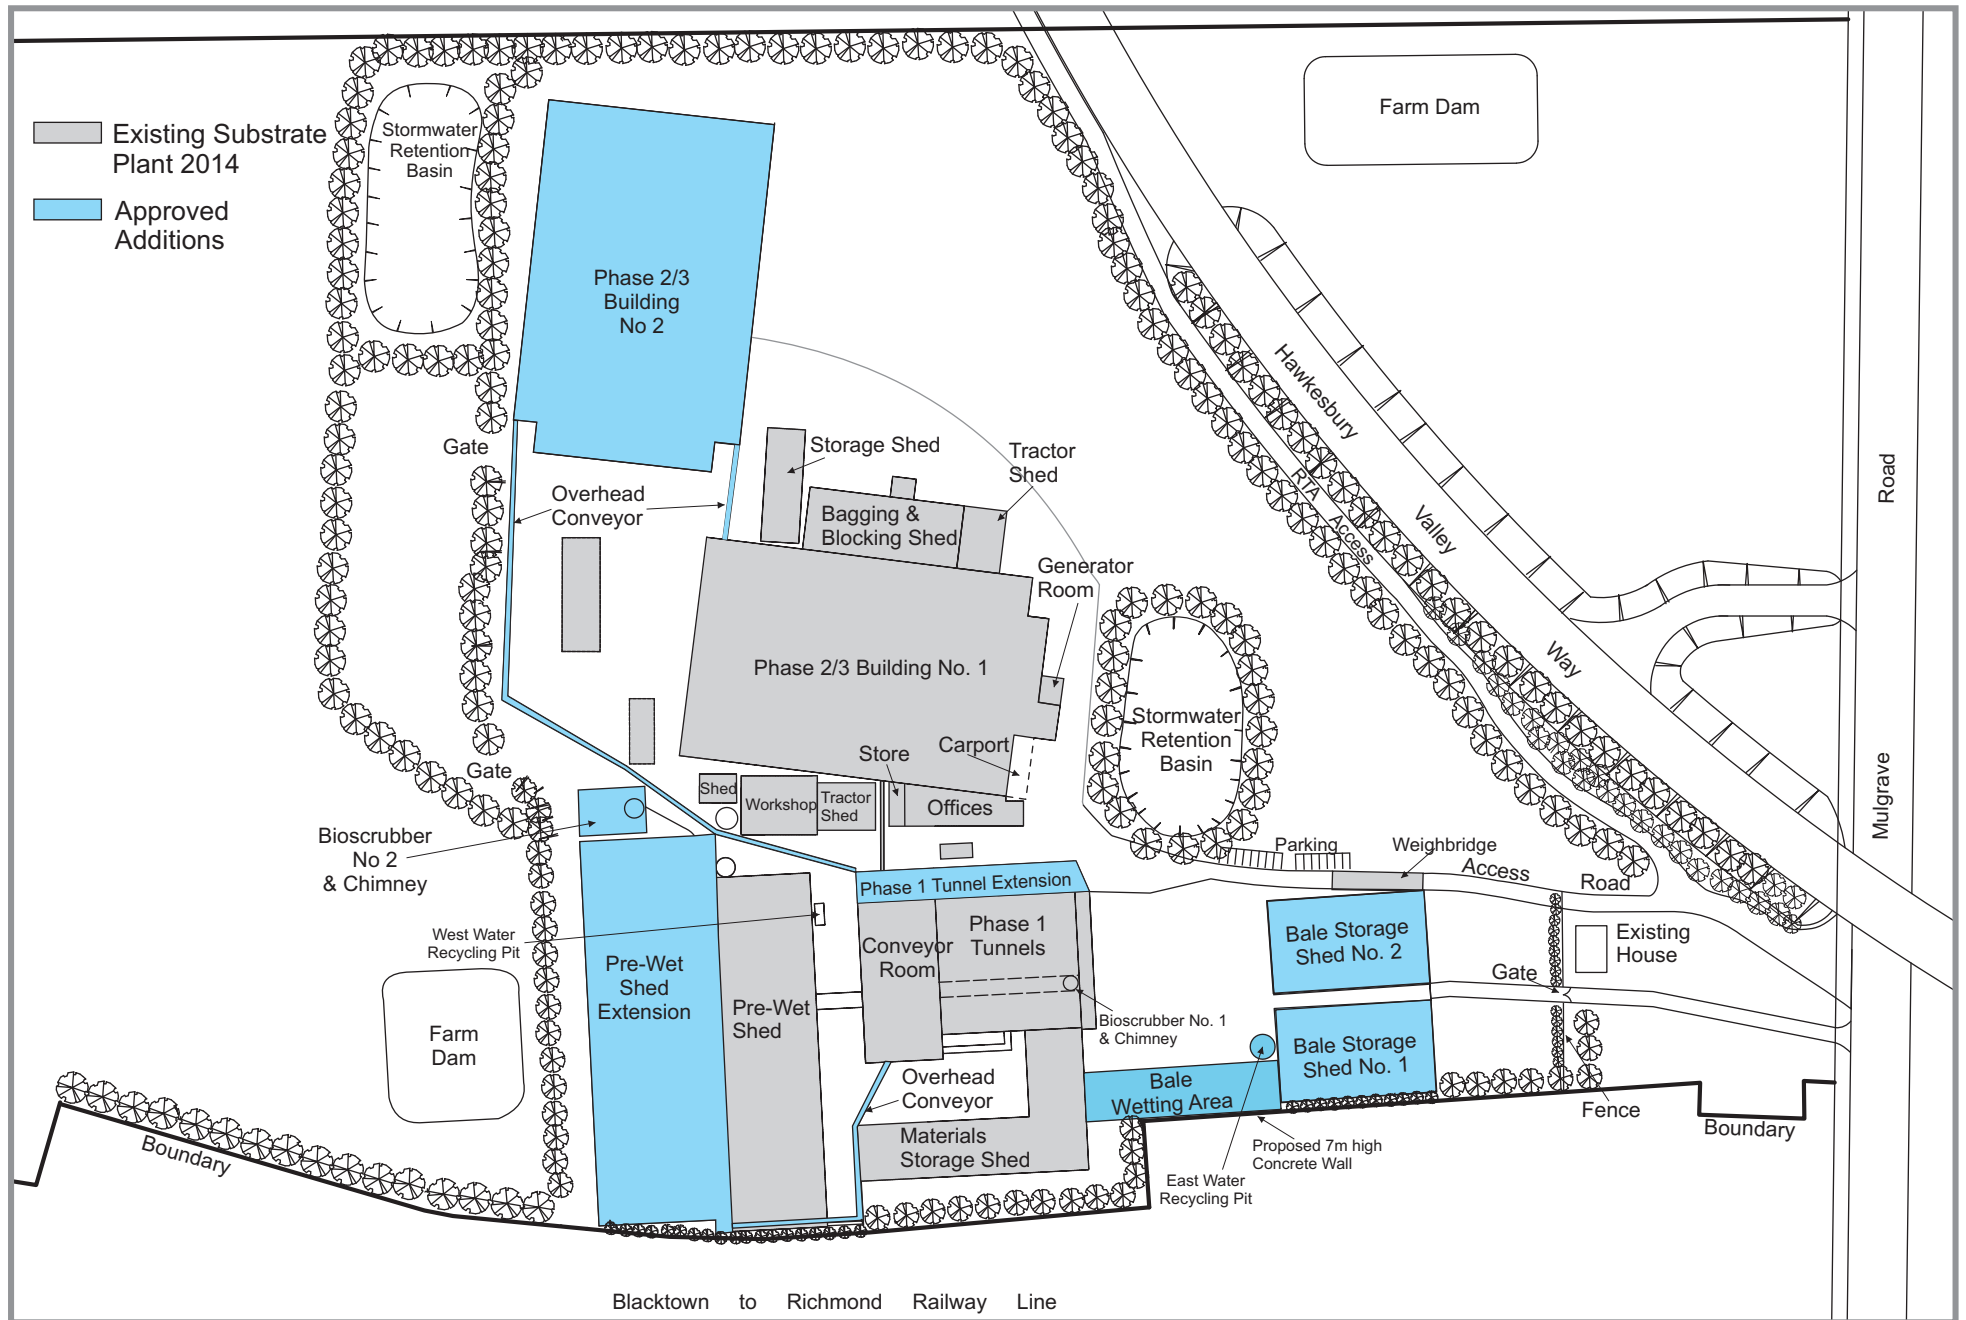 Existing Substrate
Plant 2014
Approved
Additions
Stormwater
Retention
Basin
Farm Dam
Phase 2/3
Building
No 2
Hawkesbury
Valley
Way
RTA
Access
Road
Mulgrave
Gate
Storage Shed
Tractor
Shed
Overhead
Conveyor
Bagging &
Blocking Shed
Generator
Room
Phase 2/3 Building No. 1
Stormwater
Retention
Basin
Store
Carport
Gate
Shed
Workshop
Tractor
Shed
Offices
Bioscrubber
No 2
& Chimney
Parking
Weighbridge
Access
Road
Phase 1 Tunnel Extension
West Water
Recycling Pit
Conveyor
Room
Phase 1
Tunnels
Bale Storage
Shed No. 2
Existing
House
Gate
Pre-Wet
Shed
Extension
Pre-Wet
Shed
Farm
Dam
Bioscrubber No. 1
& Chimney
Bale Storage
Shed No. 1
Overhead
Conveyor
Bale
Wetting Area
Fence
Boundary
Materials
Storage Shed
Proposed 7m high
Concrete Wall
East Water
Recycling Pit
Boundary
Blacktown to Richmond Railway Line